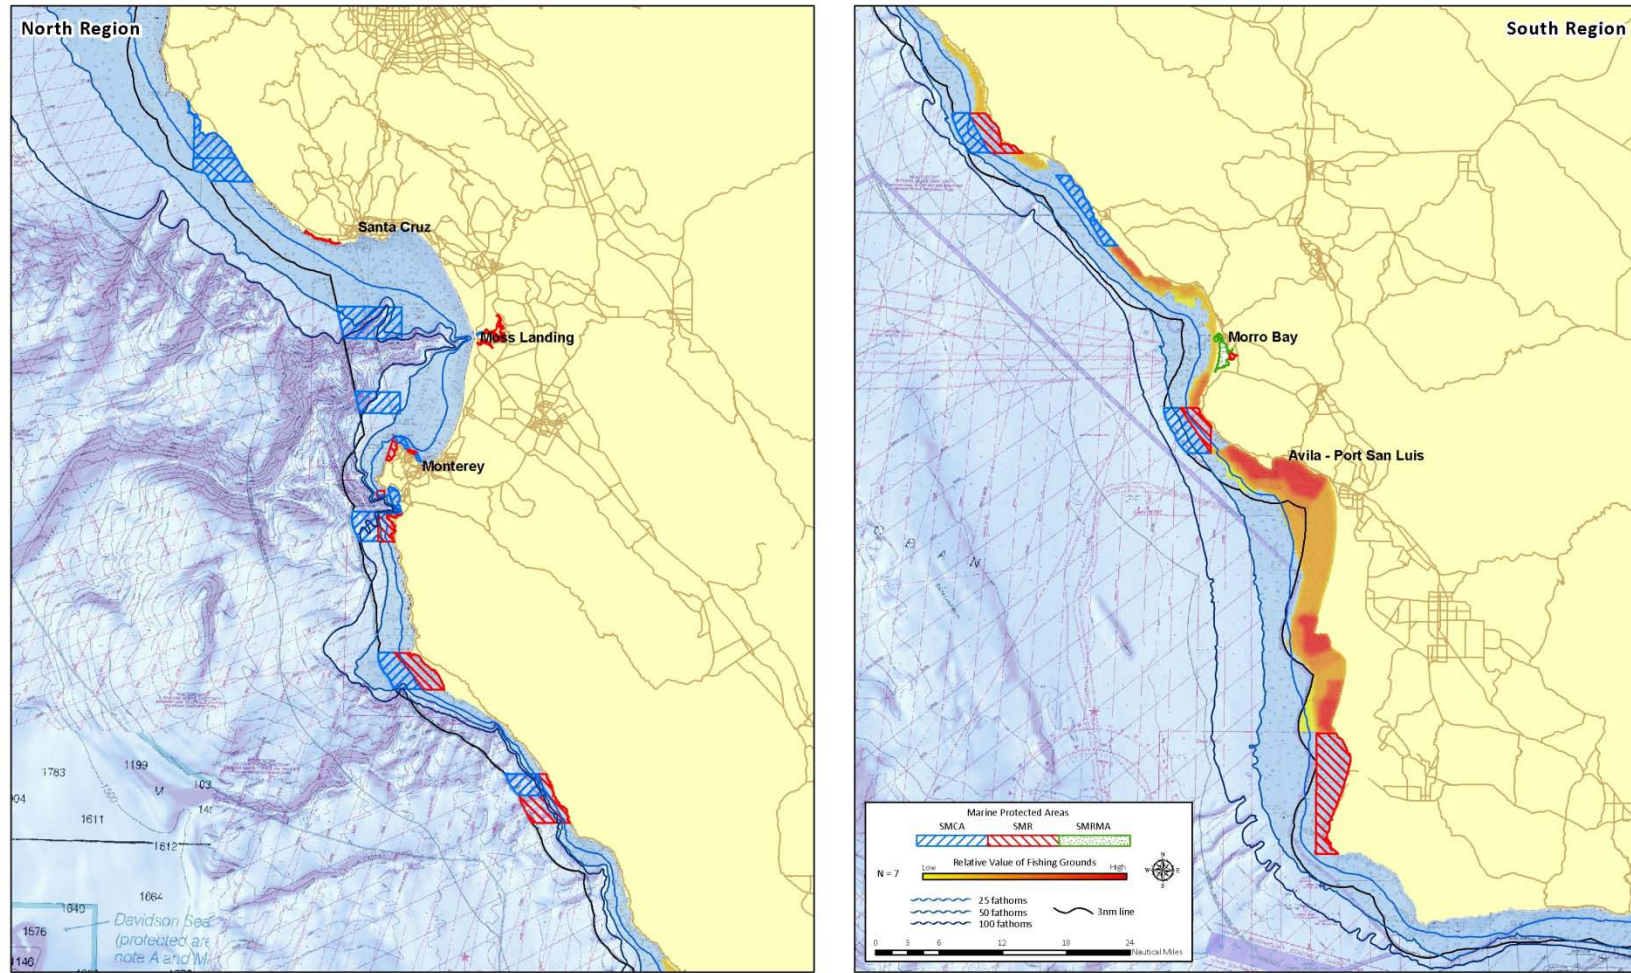 North Region
Santa Cruz
Moss Landing
Monterey
1783
1199
103
M
1500
1611
1612
1664
1640
1576
Davidson Sea
(protected are
note A and M
1146
South Region
Morro Bay
Avila - Port San Luis
B A N
Marine Protected Areas
SMCA SMR SMRMA
Relative Value of Fishing Grounds
Low High
N = 7
N
W E
S
25 fathoms
50 fathoms
100 fathoms
3nm line
0 3 6 12 18 24
Nautical Miles